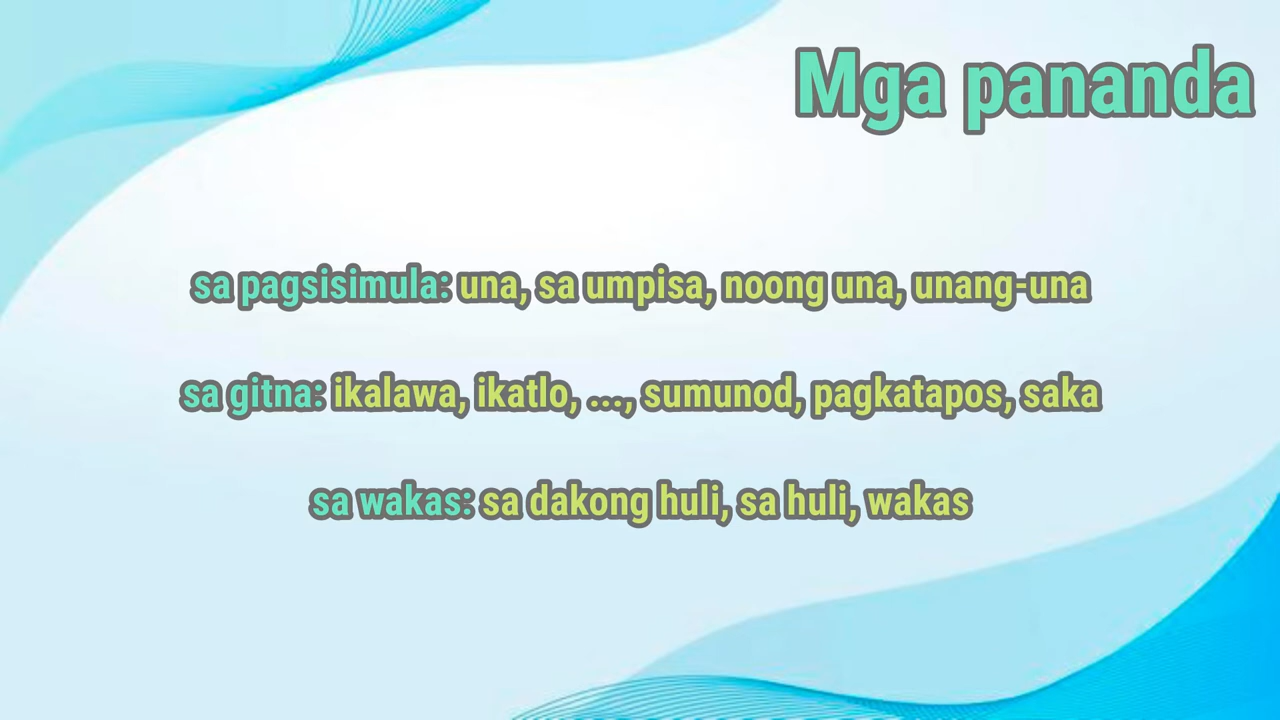 Mga pananda
sa pagsisimula: una, sa umpisa, noong una, unang-una
sa gitna: ikalawa, ikatlo, ..., sumunod, pagkatapos, saka
sa wakas: sa dakong huli, sa huli, wakas